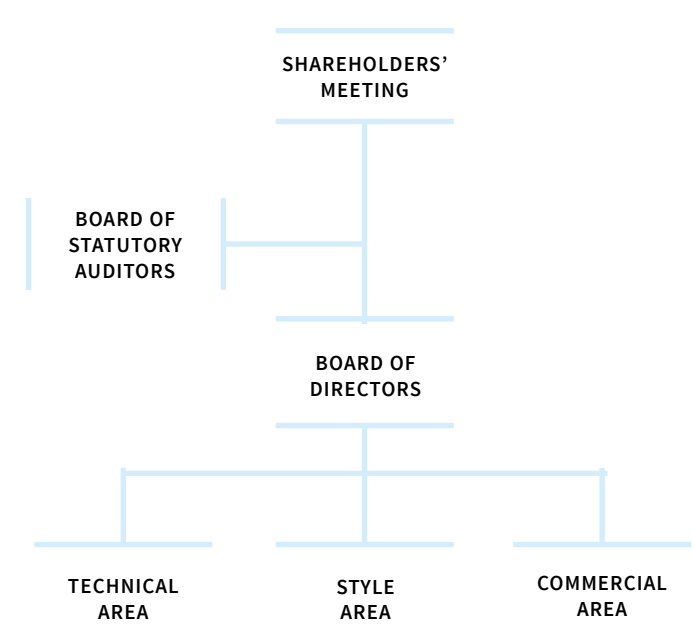 SHAREHOLDERS’
MEETING
BOARD OF
STATUTORY
AUDITORS
BOARD OF
DIRECTORS
TECHNICAL
AREA
STYLE
AREA
COMMERCIAL
AREA